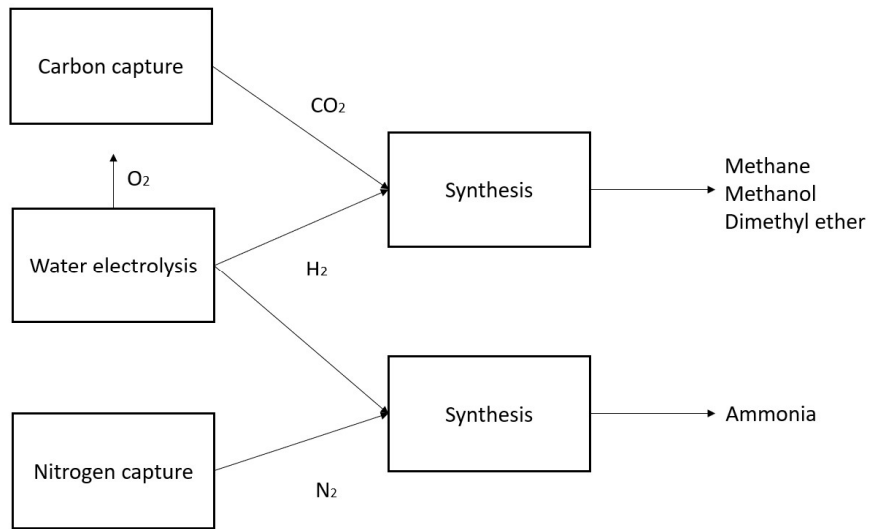 Carbon capture
CO₂
O₂
Synthesis
Methane
Methanol
Dimethyl ether
Water electrolysis
H₂
Synthesis
Ammonia
Nitrogen capture
N₂